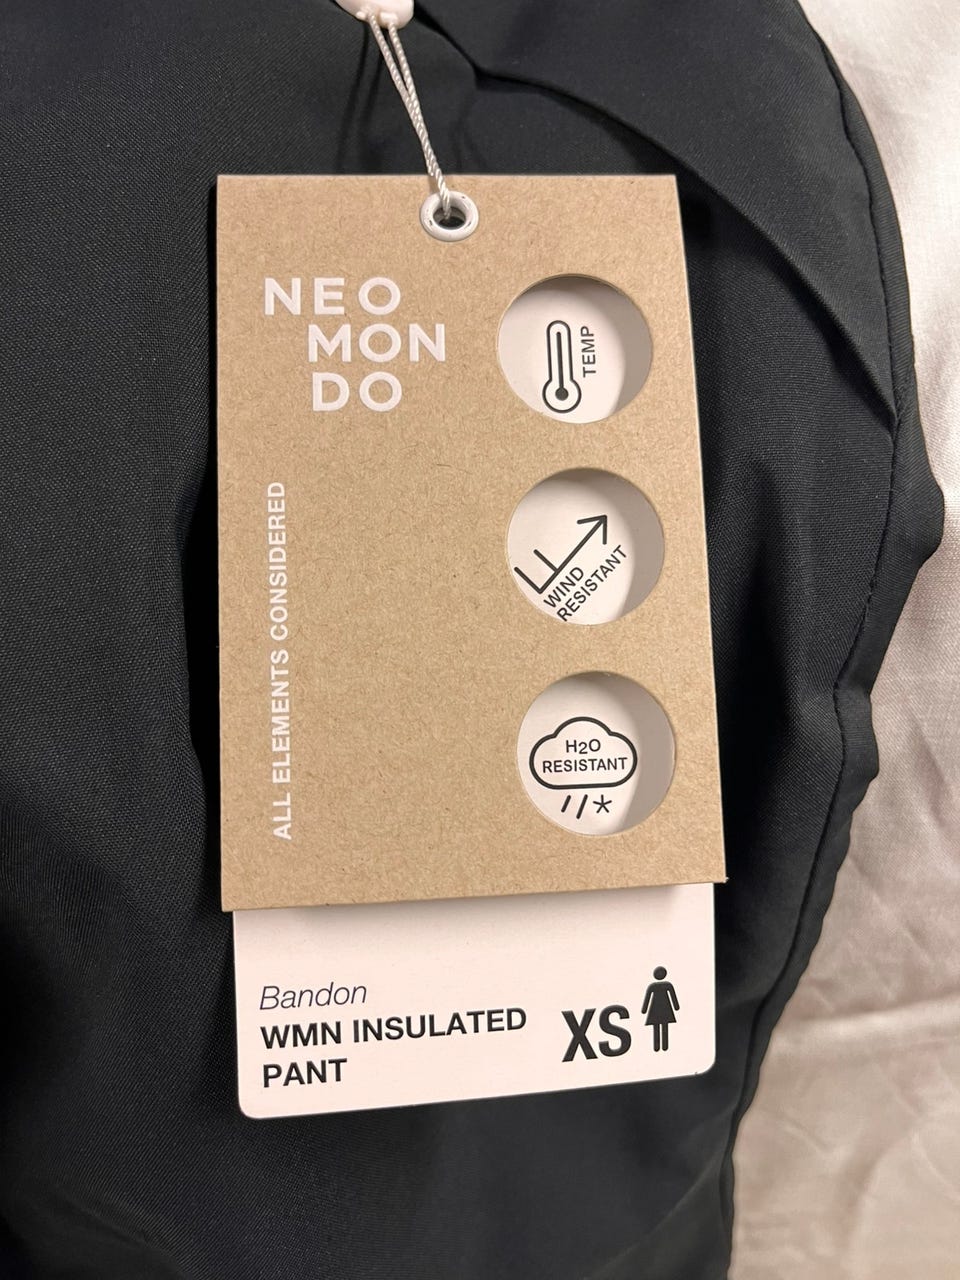 NEO
MON
DO
ALL ELEMENTS CONSIDERED
TEMP
WIND
RESISTANT
H2O
RESISTANT
Bandon
WMN INSULATED
PANT
XS